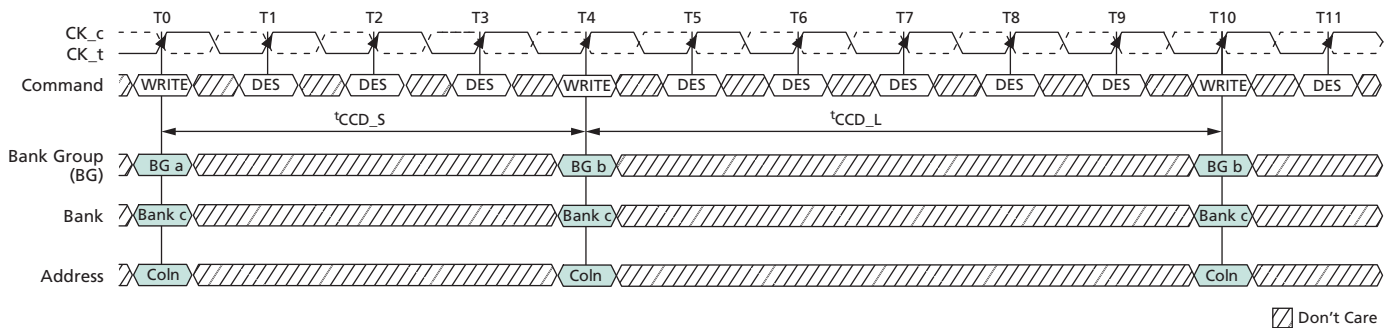 T0 T1 T2 T3 T4 T5 T6 T7 T8 T9 T10 T11
CK_c
CK_t
Command WRITE DES DES DES WRITE DES DES DES DES DES WRITE DES
tCCD_S tCCD_L
Bank Group
(BG) BG a BG b BG b
Bank Bank c Bank c Bank c
Address Coln Coln Coln
Don't Care